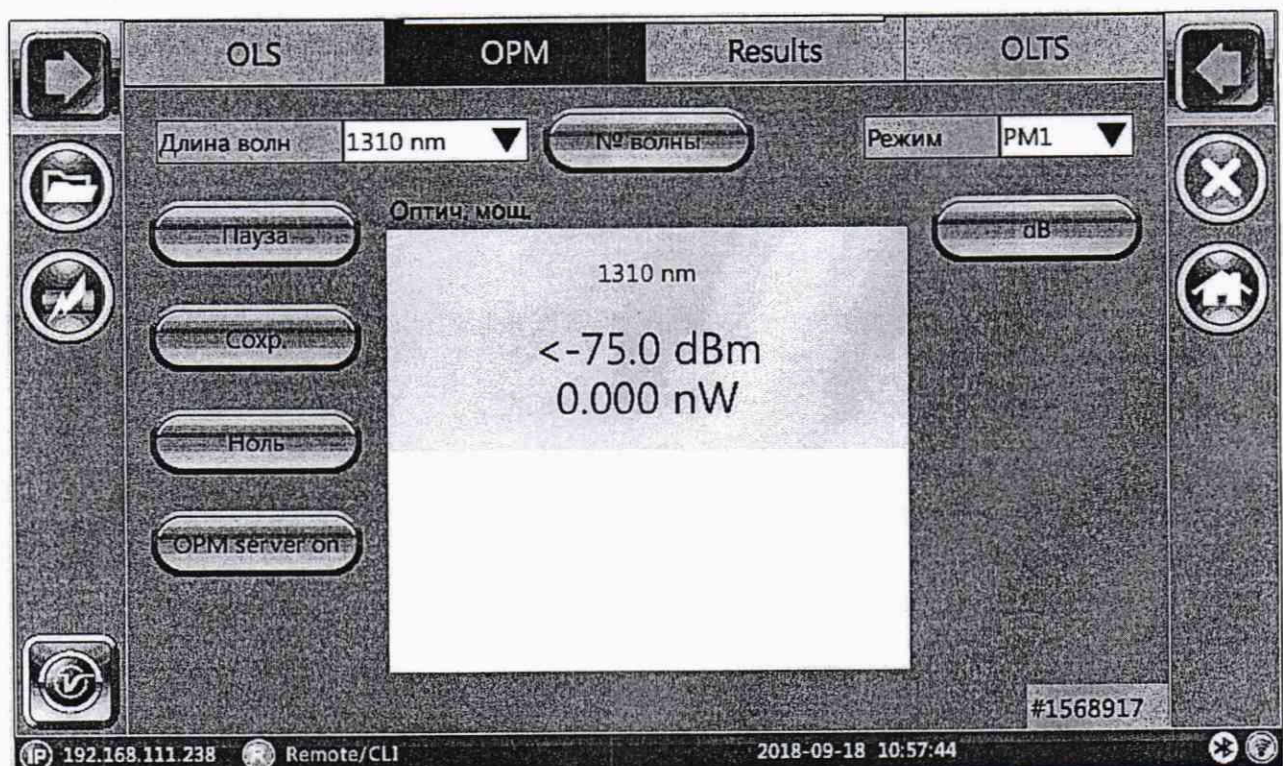 OLS OPM Results OLTS
Длина волн 1310 nm № волны Режим PM1
Оптич. мощ.
Пауза dB
1310 nm
Сохр.
<-75.0 dBm
0.000 nW
Ноль
OPM server on
#1568917
IP 192.168.111.238 R Remote/CLI 2018-09-18 10:57:44